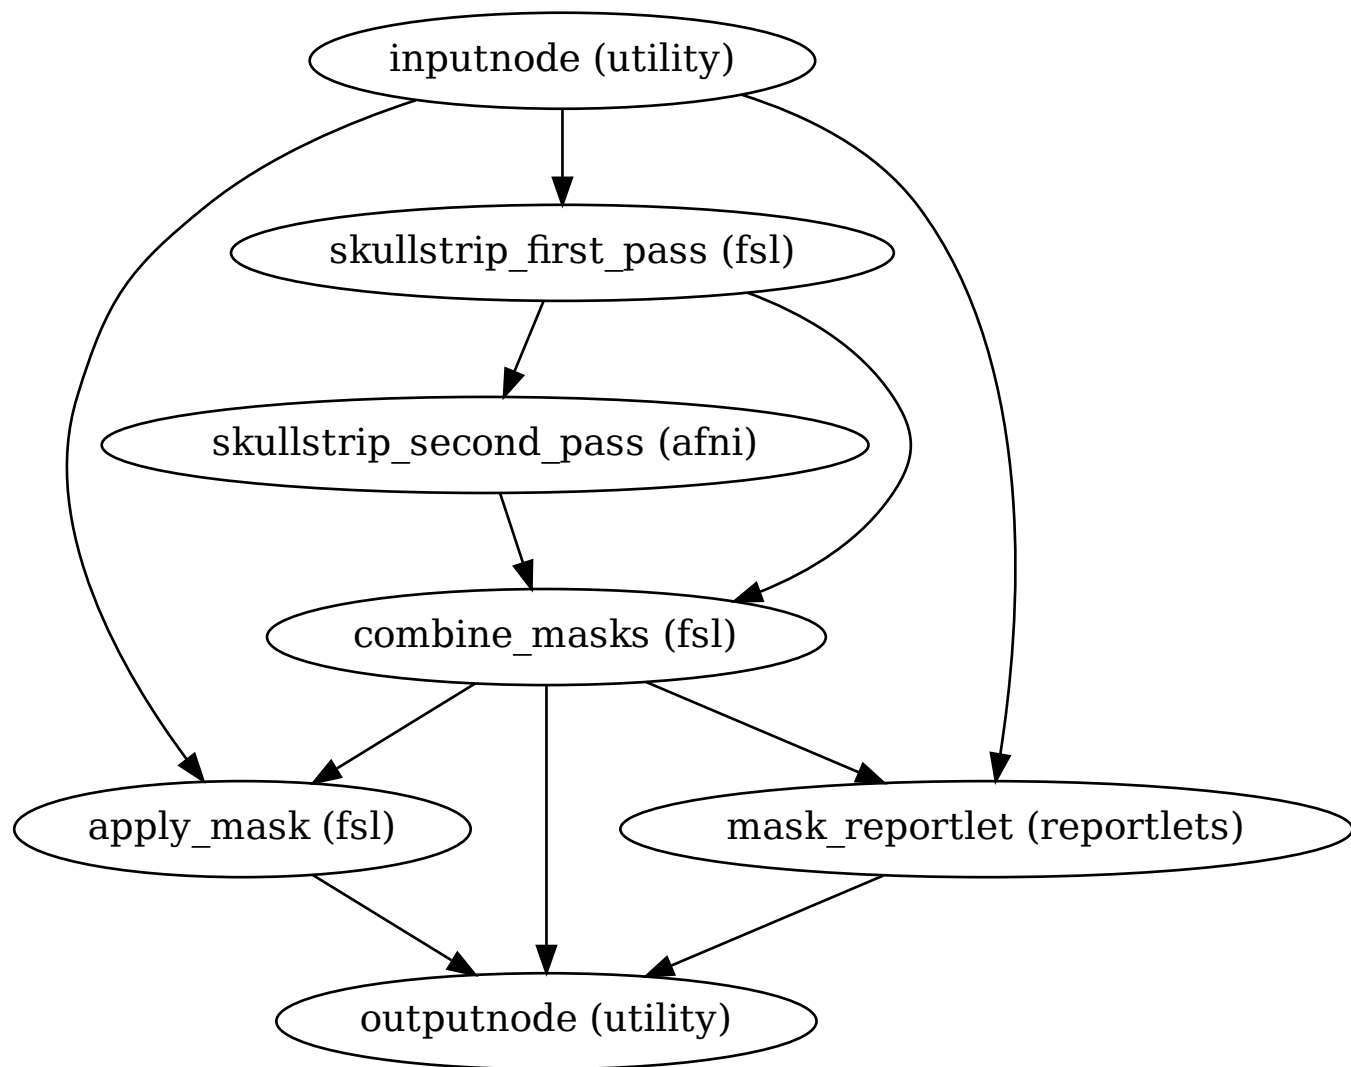 inputnode (utility)
skullstrip_first_pass (fsl)
skullstrip_second_pass (afni)
combine_masks (fsl)
apply_mask (fsl)
mask_reportlet (reportlets)
outputnode (utility)